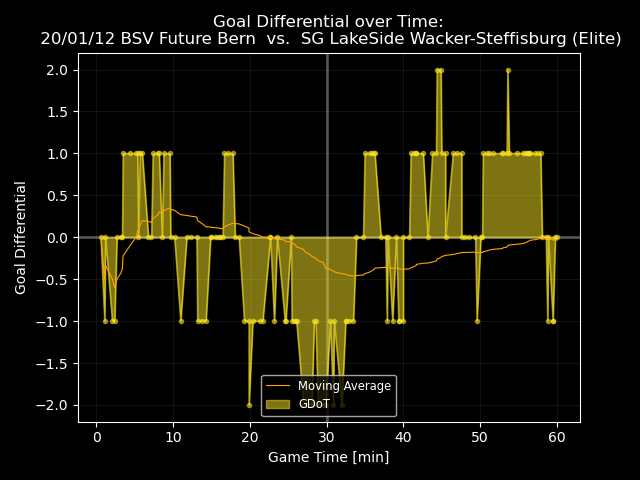 Goal Differential over Time:
20/01/12 BSV Future Bern  vs.  SG LakeSide Wacker-Steffisburg (Elite)
2.0
1.5
1.0
0.5
0.0
−0.5
−1.0
−1.5
−2.0
Goal Differential
Moving Average
GDoT
0 10 20 30 40 50 60
Game Time [min]